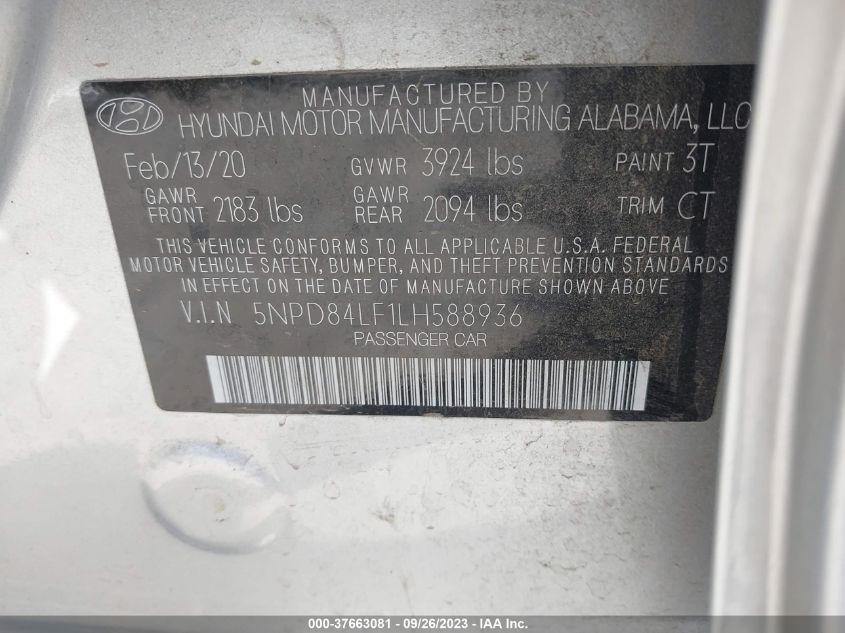 MANUFACTURED BY
HYUNDAI MOTOR MANUFACTURING ALABAMA, LLC
Feb/13/20 GVWR 3924 lbs PAINT 3T
GAWR FRONT 2183 lbs GAWR REAR 2094 lbs TRIM CT
THIS VEHICLE CONFORMS TO ALL APPLICABLE U.S.A. FEDERAL
MOTOR VEHICLE SAFETY, BUMPER, AND THEFT PREVENTION STANDARDS
IN EFFECT ON THE DATE OF MANUFACTURE SHOWN ABOVE
V.I.N 5NPD84LF1LH588936
PASSENGER CAR
000-37663081 - 09/26/2023 - IAA Inc.